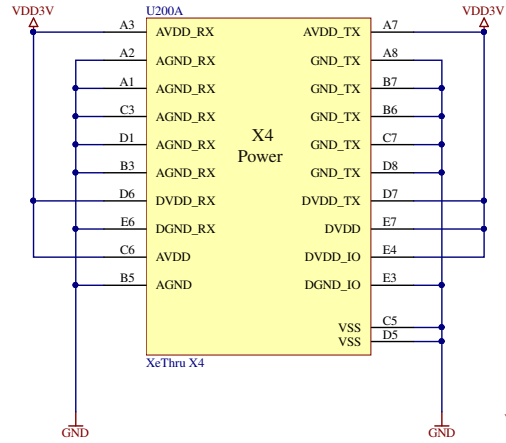 VDD3V U200A VDD3V
A3 AVDD_RX AVDD_TX A7
A2 AGND_RX GND_TX A8
A1 AGND_RX GND_TX B7
C3 AGND_RX GND_TX B6
D1 AGND_RX GND_TX C7
B3 AGND_RX GND_TX D8
D6 DVDD_RX DVDD_TX D7
E6 DGND_RX DVDD E7
C6 AVDD DVDD_IO E4
B5 AGND DGND_IO E3
X4
Power
VSS C5
VSS D5
XeThru X4
GND GND